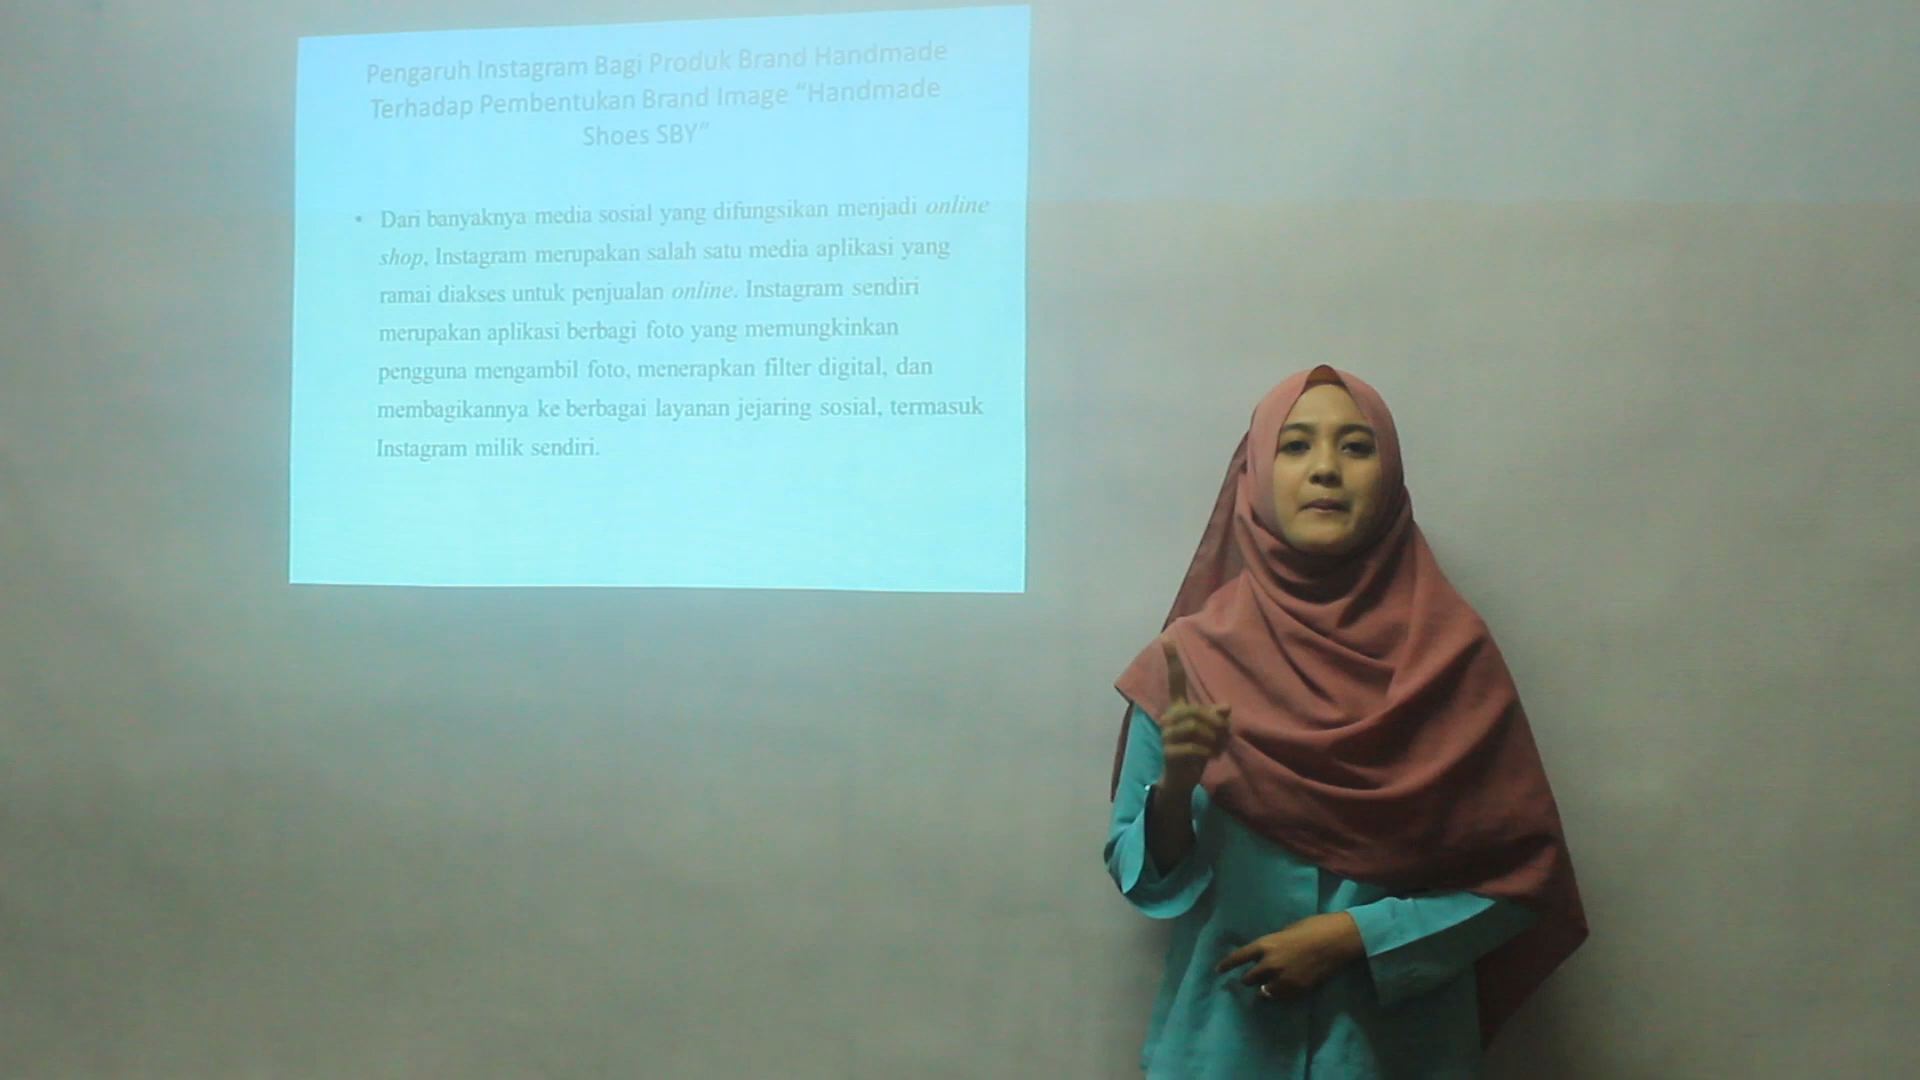 Pengaruh Instagram Bagi Produk Brand Handmade
Terhadap Pembentukan Brand Image “Handmade
Shoes SBY”
• Dari banyaknya media sosial yang difungsikan menjadi online
shop, Instagram merupakan salah satu media aplikasi yang
ramai diakses untuk penjualan online. Instagram sendiri
merupakan aplikasi berbagi foto yang memungkinkan
pengguna mengambil foto, menerapkan filter digital, dan
membagikannya ke berbagai layanan jejaring sosial, termasuk
Instagram milik sendiri.